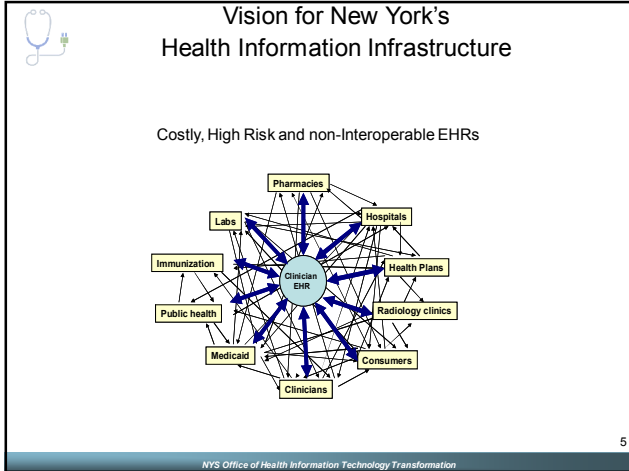 Vision for New York's
Health Information Infrastructure
Costly, High Risk and non-Interoperable EHRs
Pharmacies
Labs
Hospitals
Immunization
Clinician
EHR
Health Plans
Public health
Radiology clinics
Medicaid
Consumers
Clinicians
5
NYS Office of Health Information Technology Transformation